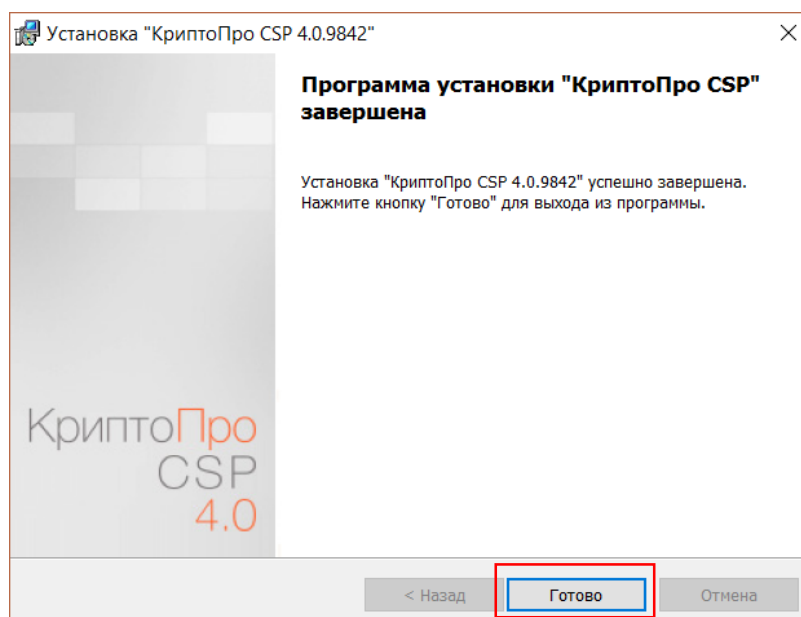 Установка "КриптоПро CSP 4.0.9842"
Программа установки "КриптоПро CSP"
завершена
Установка "КриптоПро CSP 4.0.9842" успешно завершена.
Нажмите кнопку "Готово" для выхода из программы.
КриптоПро
CSP
4.0
< Назад
Готово
Отмена